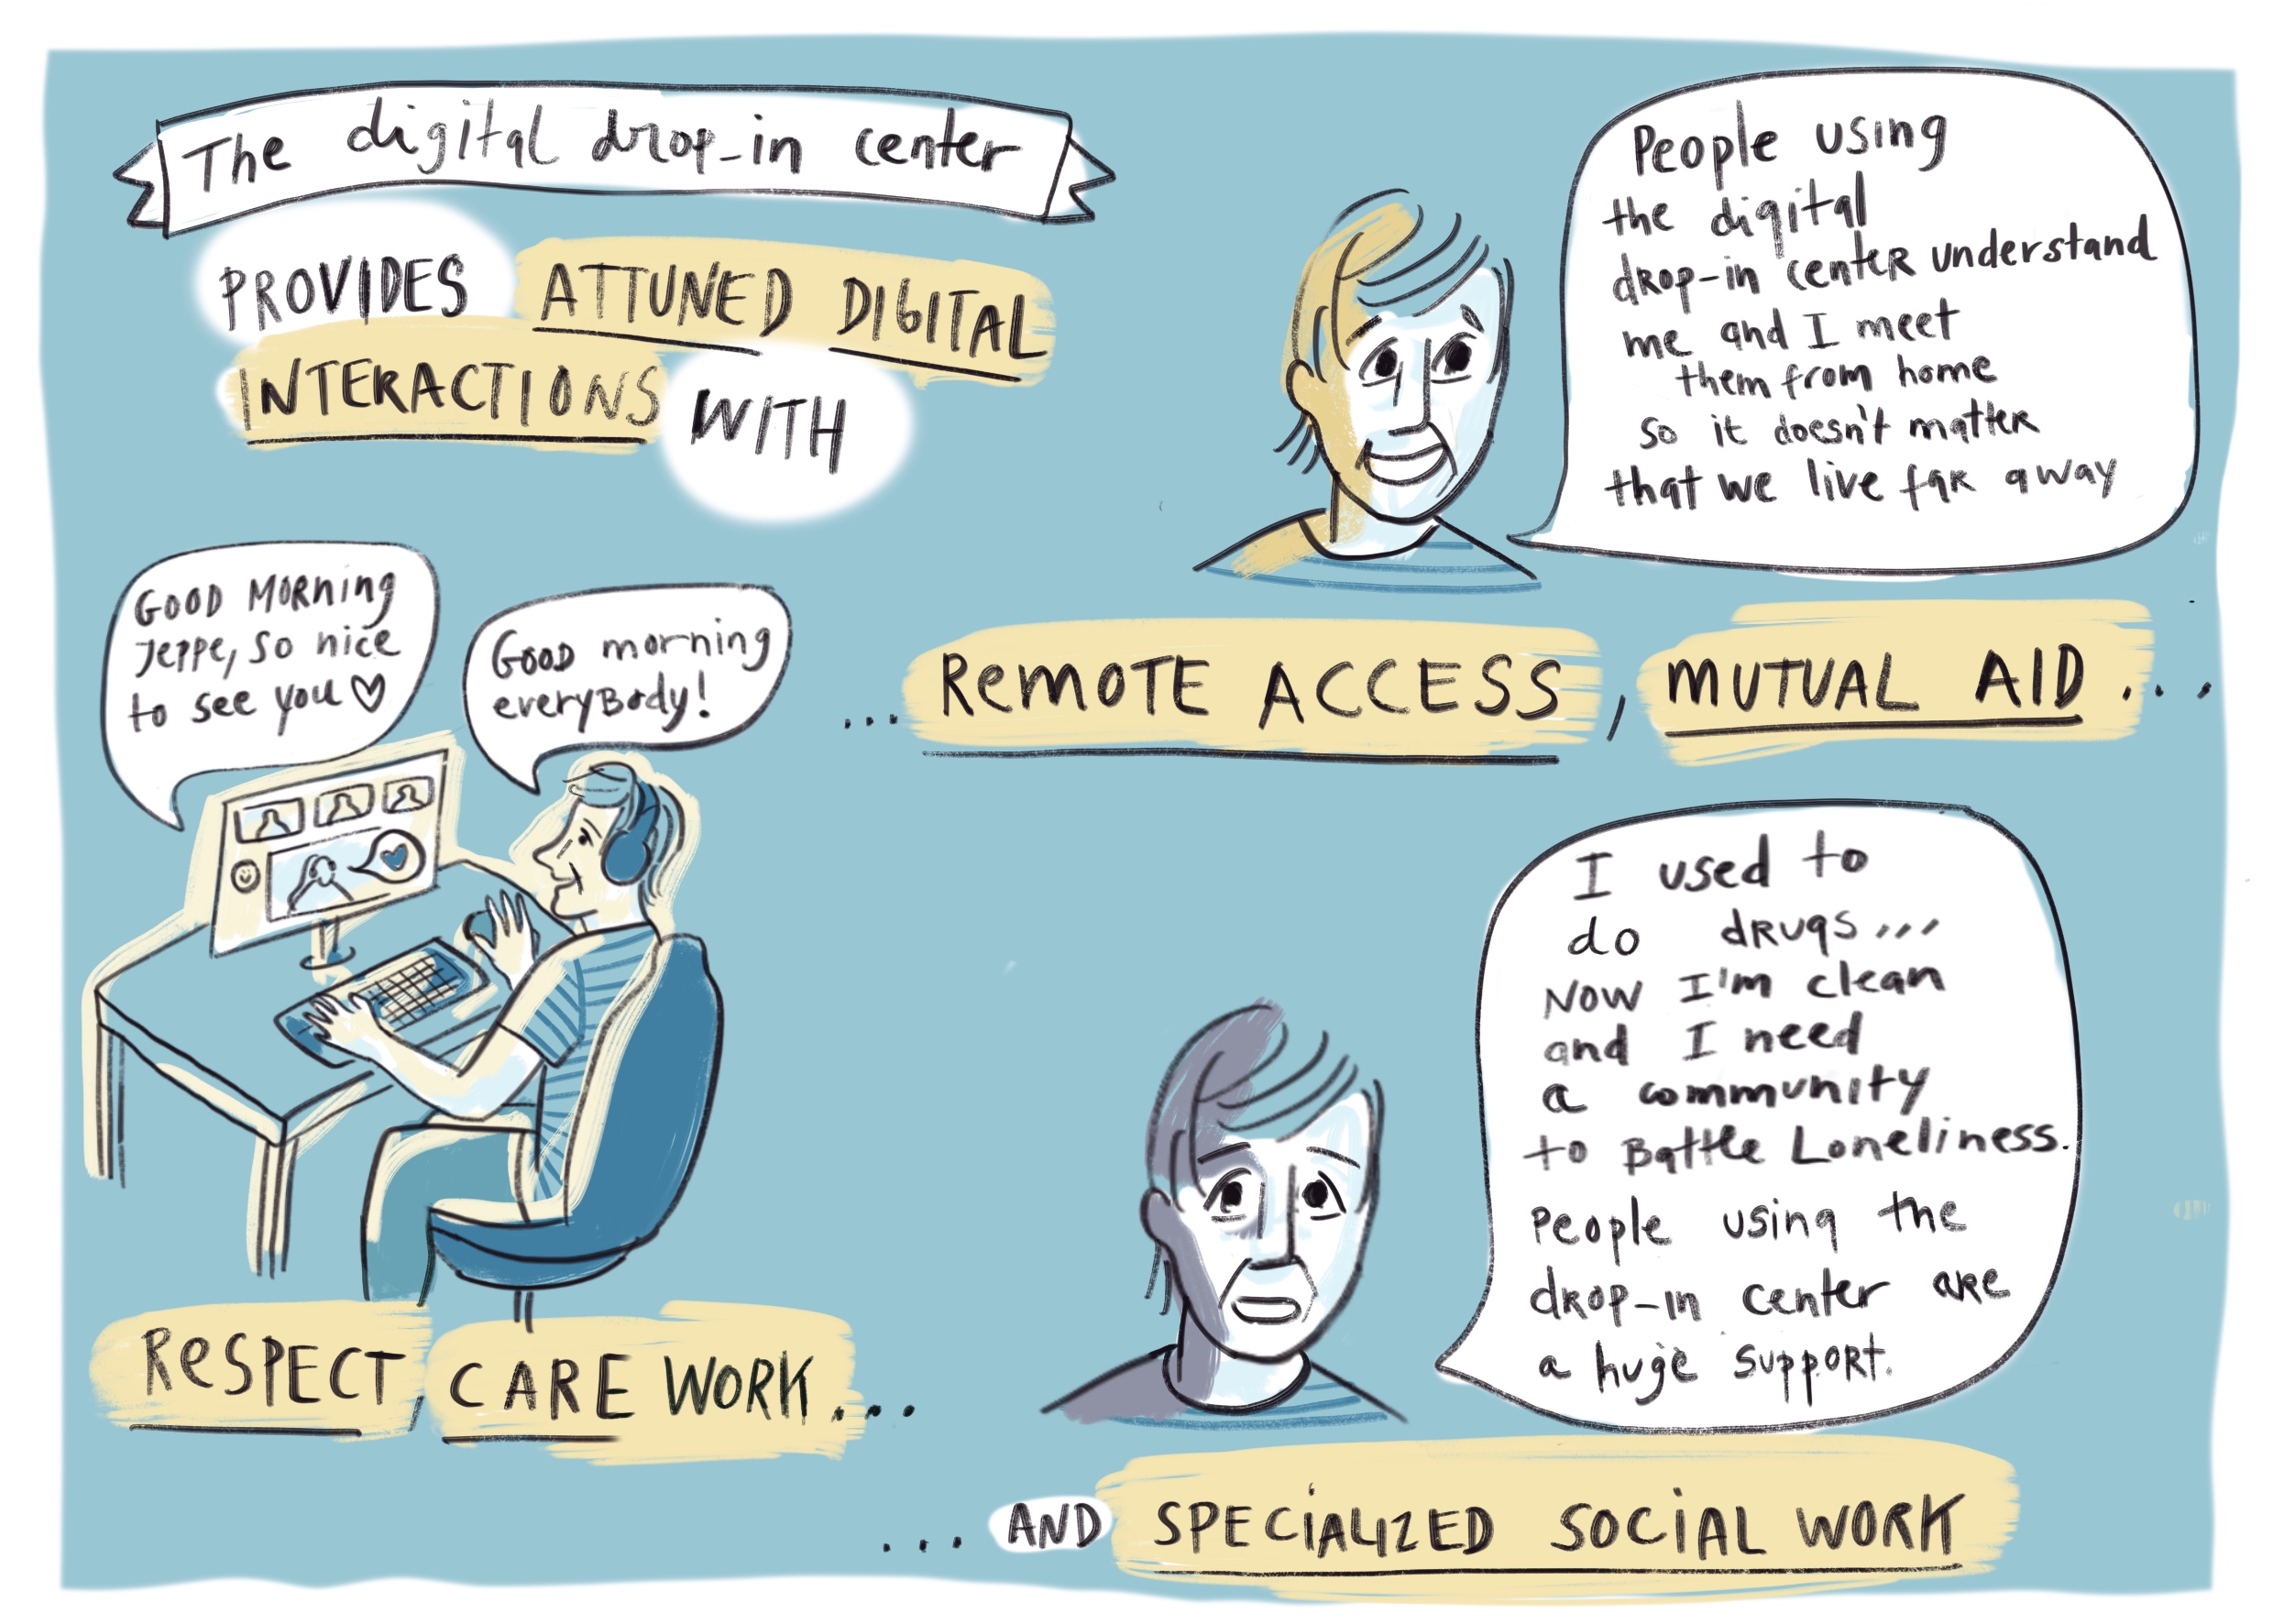 The digital drop-in center
PROVIDES ATTUNED DIGITAL
INTERACTIONS WITH
GOOD MORNING
JEPPE, SO nice
to see you ♡
GOOD morning
everyBody!
RESPECT, CARE WORK...
People using
the digital
drop-in center understand
me and I meet
them from home
so it doesn't matter
that we live far away
... REMOTE ACCESS, MUTUAL AID...
I used to
do drugs...
NOW I'm clean
and I need
a community
to Battle Loneliness.
People using the
drop-in center are
a huge support.
... AND SPECIALIZED SOCIAL WORK